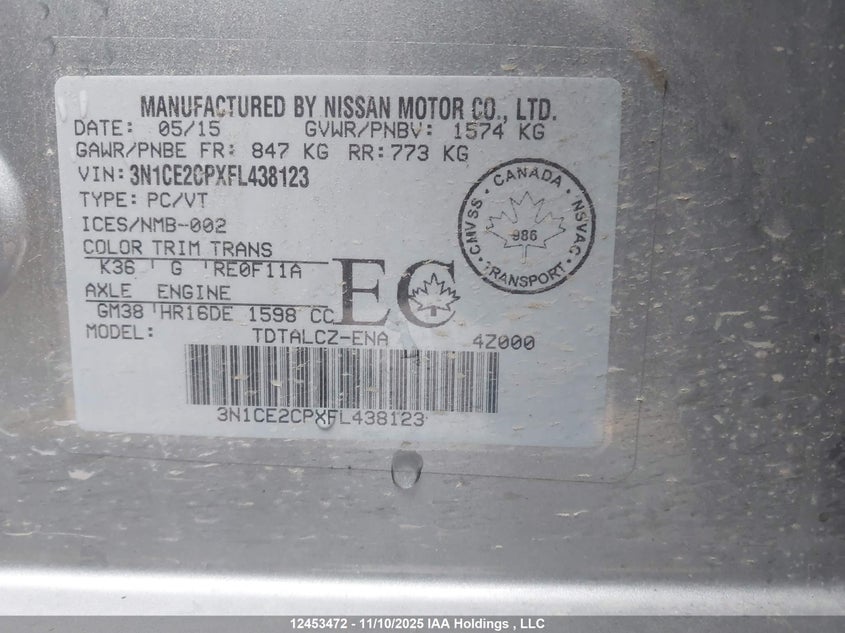 MANUFACTURED BY NISSAN MOTOR CO., LTD.
DATE: 05/15 GVWR/PNBV: 1574 KG
GAWR/PNBE FR: 847 KG RR: 773 KG
VIN: 3N1CE2CPXFL438123
TYPE: PC/VT
ICES/NMB-002
COLOR TRIM TRANS
K36 G RE0F11A
AXLE ENGINE
GM38 HR16DE 1598 CC
EC
MODEL: TDTALCZ-ENA 4Z000
3N1CE2CPXFL438123
CANADA
CMVSS 986 NSVAC
TRANSPORT
12453472 - 11/10/2025 IAA Holdings , LLC